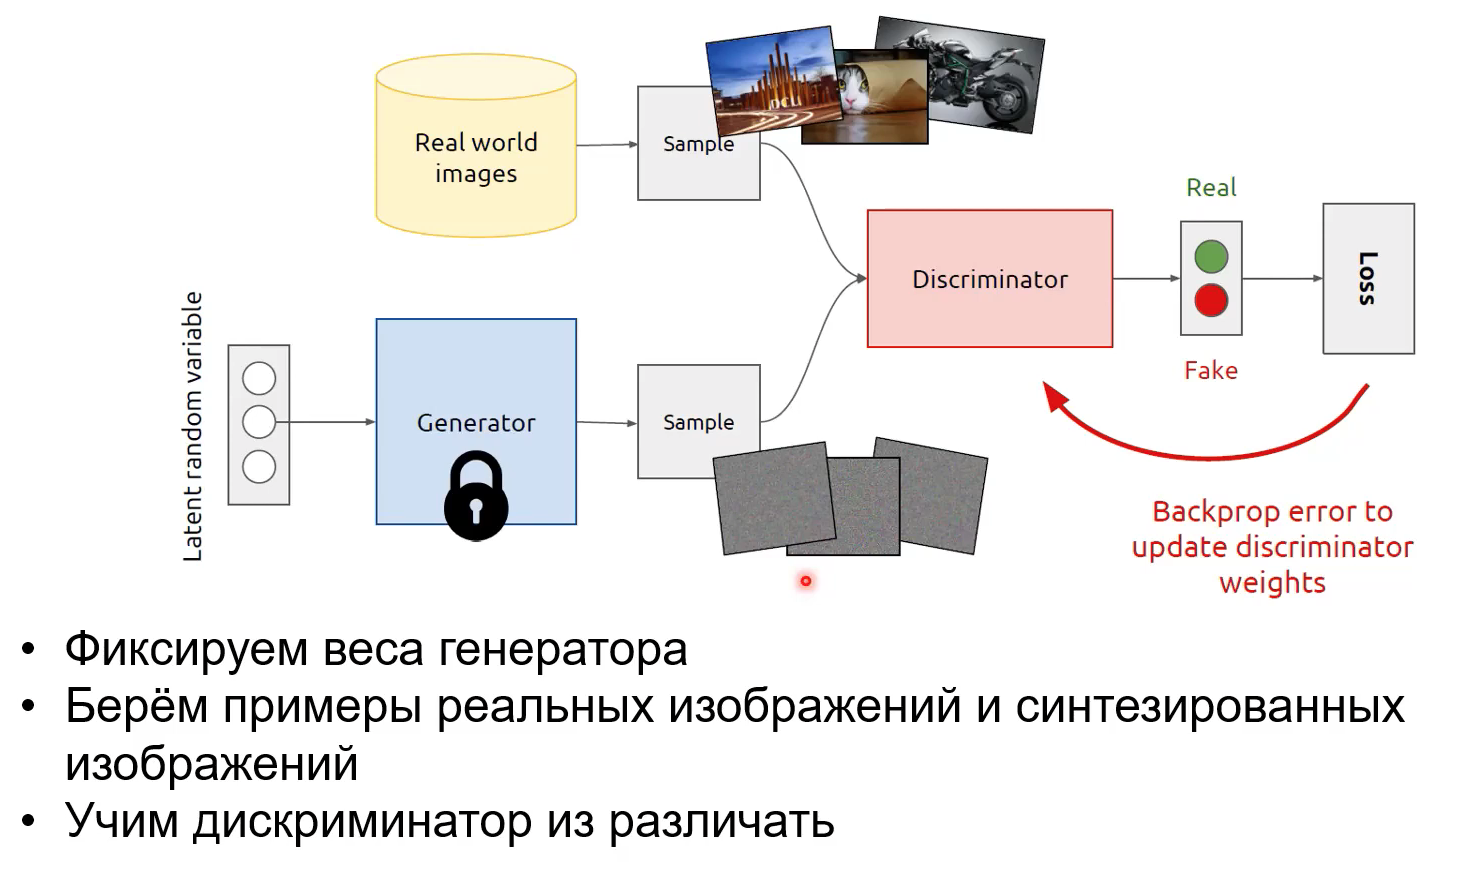 Real world
images
Sample
DCU
Real
Discriminator
Loss
Fake
Latent random variable
Generator
Sample
Backprop error to
update discriminator
weights
• Фиксируем веса генератора
• Берём примеры реальных изображений и синтезированных
изображений
• Учим дискриминатор из различать